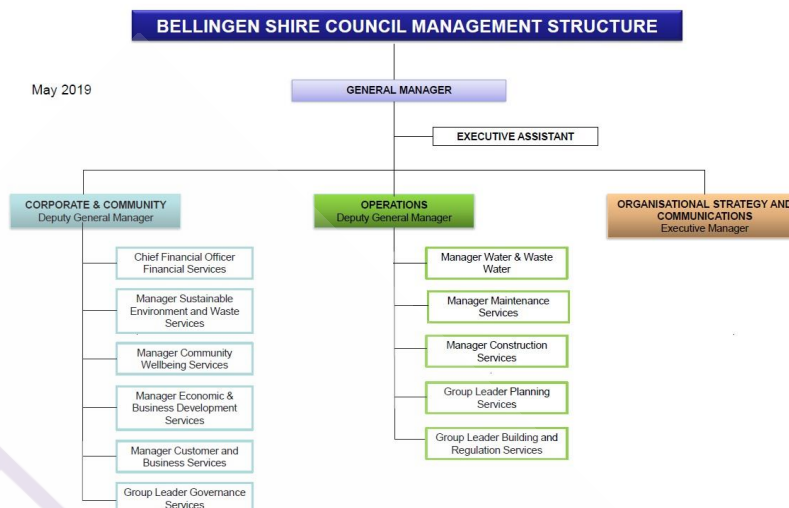 BELLINGEN SHIRE COUNCIL MANAGEMENT STRUCTURE
May 2019
GENERAL MANAGER
EXECUTIVE ASSISTANT
CORPORATE & COMMUNITY
Deputy General Manager
OPERATIONS
Deputy General Manager
ORGANISATIONAL STRATEGY AND
COMMUNICATIONS
Executive Manager
Chief Financial Officer
Financial Services
Manager Sustainable
Environment and Waste
Services
Manager Community
Wellbeing Services
Manager Economic &
Business Development
Services
Manager Customer and
Business Services
Group Leader Governance
Services
Manager Water & Waste
Water
Manager Maintenance
Services
Manager Construction
Services
Group Leader Planning
Services
Group Leader Building and
Regulation Services